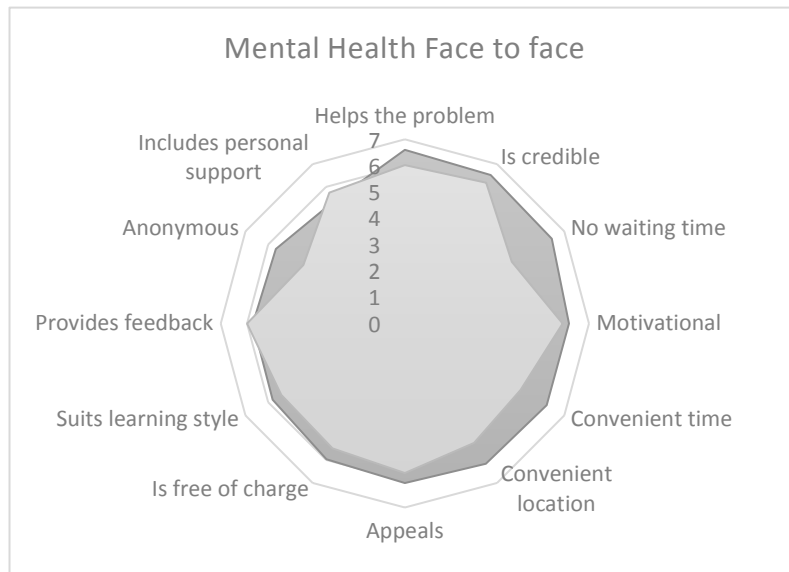 Mental Health Face to face
Helps the problem
Is credible
No waiting time
Motivational
Convenient time
Convenient
location
Appeals
Is free of charge
Suits learning style
Provides feedback
Anonymous
Includes personal
support
7
6
5
4
3
2
1
0